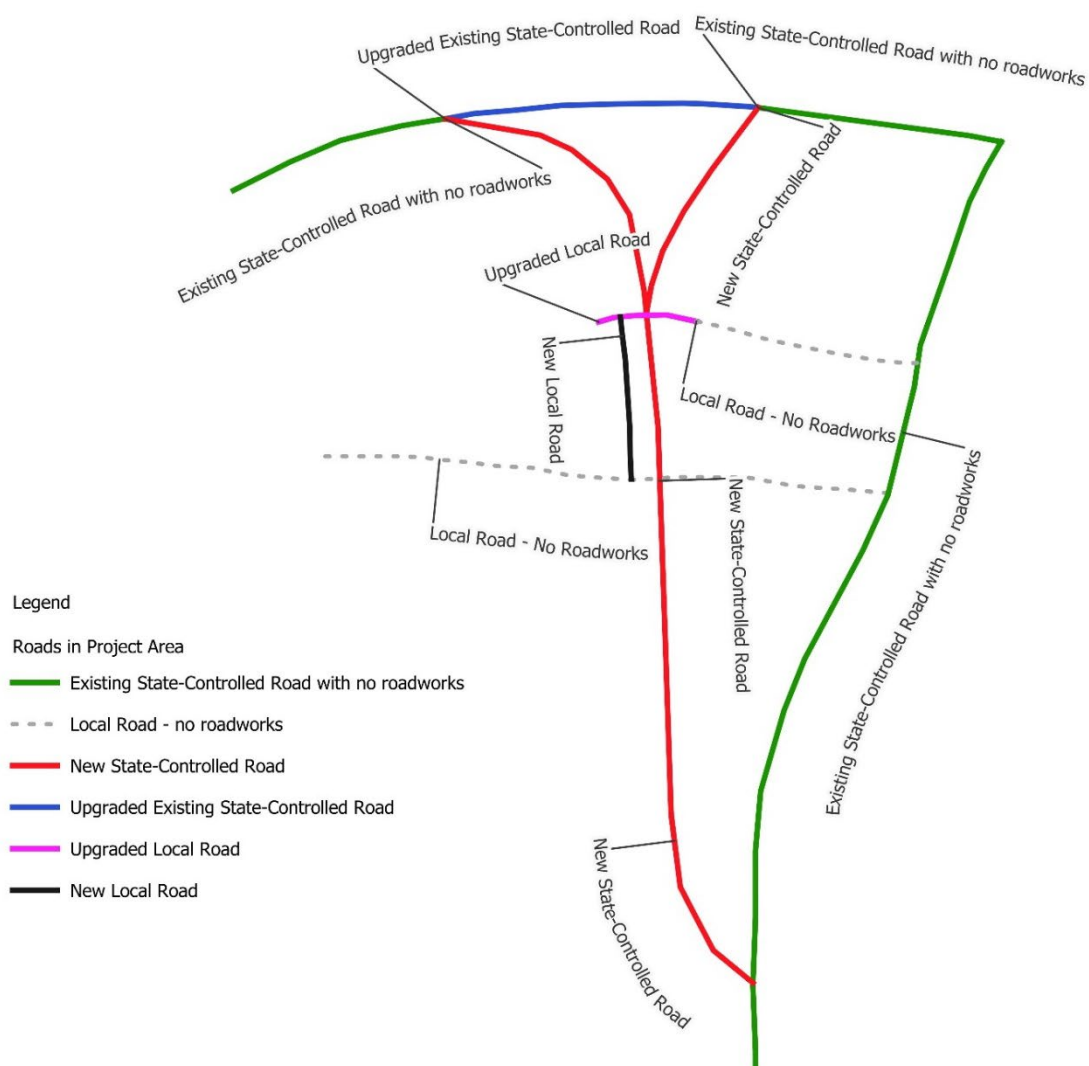 Upgraded Existing State-Controlled Road
Existing State-Controlled Road with no roadworks
Existing State-Controlled Road with no roadworks
New State-Controlled Road
Upgraded Local Road
New Local Road
Local Road - No Roadworks
Local Road - No Roadworks
New State-Controlled Road
Existing State-Controlled Road with no roadworks
New State-Controlled Road
Legend
Roads in Project Area
Existing State-Controlled Road with no roadworks
Local Road - no roadworks
New State-Controlled Road
Upgraded Existing State-Controlled Road
Upgraded Local Road
New Local Road